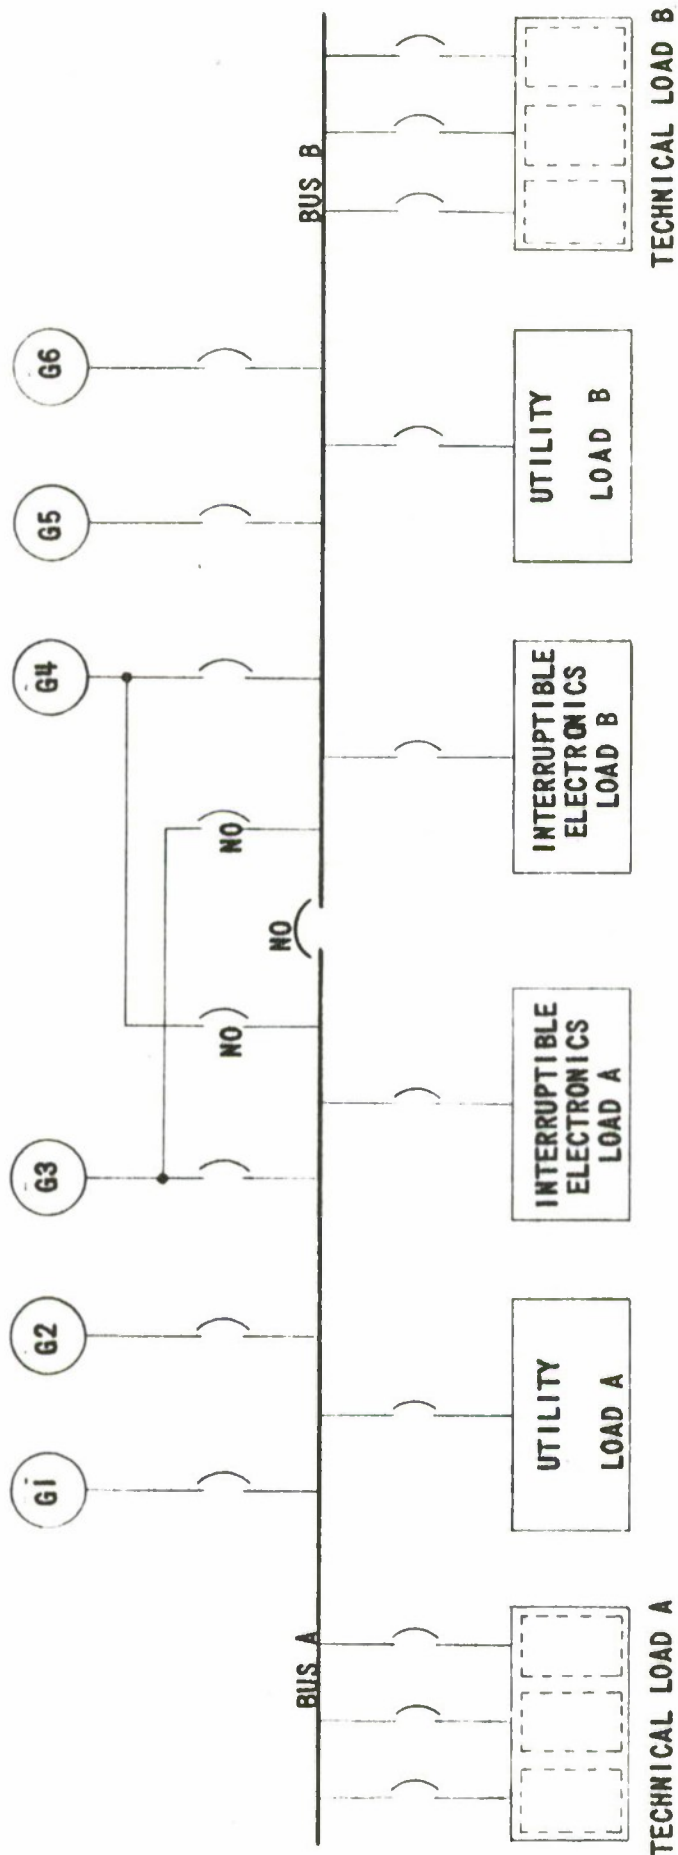 G1
G2
G3
G4
G5
G6
NO
NO
NO
BUS A
BUS B
TECHNICAL LOAD A
UTILITY
LOAD A
INTERRUPTIBLE
ELECTRONICS
LOAD A
INTERRUPTIBLE
ELECTRONICS
LOAD B
UTILITY
LOAD B
TECHNICAL LOAD B